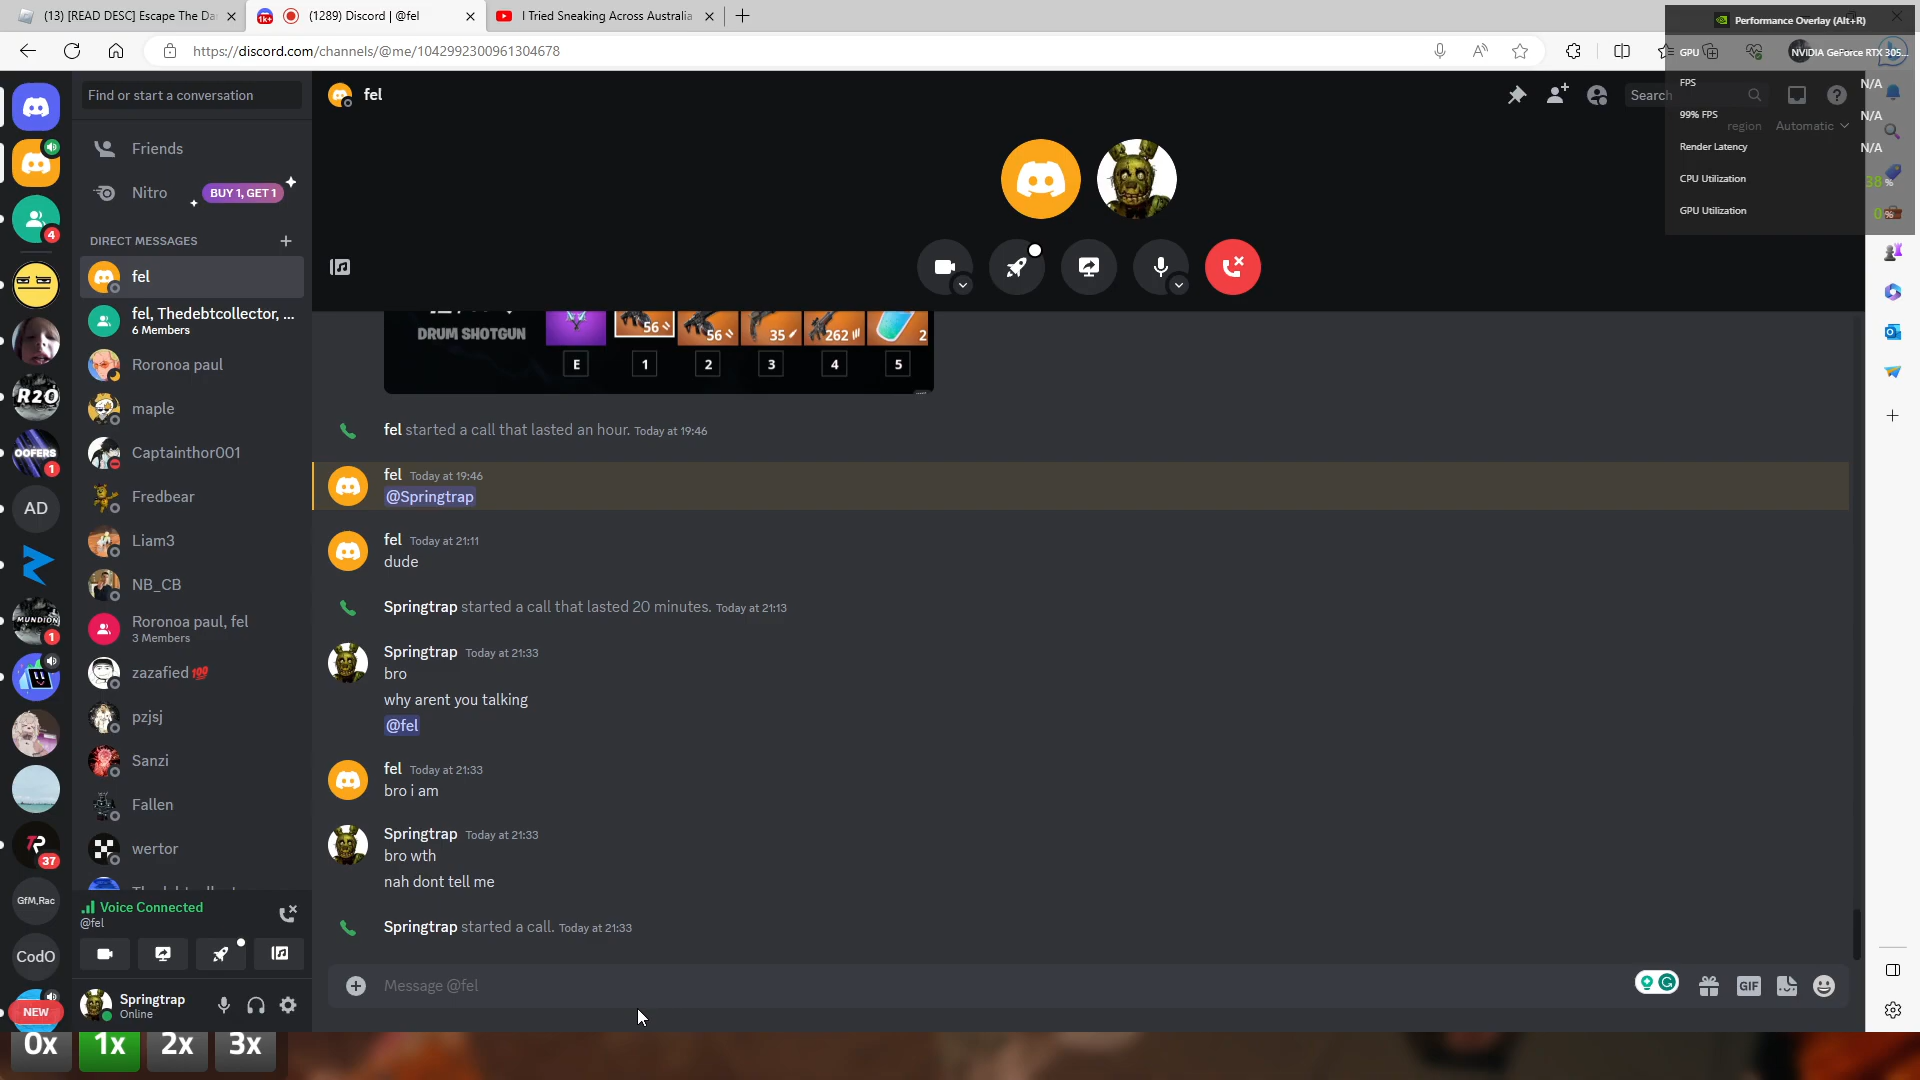 (13) [READ DESC] Escape The Da
1k+
(1289) Discord | @fel
I Tried Sneaking Across Australia
Performance Overlay (Alt+R)
https://discord.com/channels/@me/1042992300961304678
GPU
NVIDIA GeForce RTX 305...
FPS
N/A
99% FPS
N/A
Render Latency
N/A
CPU Utilization
38 %
GPU Utilization
0 %
Find or start a conversation
fel
Search
region
Automatic
Friends
Nitro
BUY 1, GET 1
DIRECT MESSAGES
fel
fel, Thedebtcollector, ...
6 Members
Roronoa paul
maple
Captainthor001
Fredbear
Liam3
NB_CB
Roronoa paul, fel
3 Members
zazafied 💯
pzjsj
Sanzi
Fallen
wertor
4
R2O
OOFERS
1
AD
MUNDION
1
37
GfM,Rac
CodO
NEW
DRUM SHOTGUN
56
56
35
262
2
E
1
2
3
4
5
fel started a call that lasted an hour. Today at 19:46
fel Today at 19:46
@Springtrap
fel Today at 21:11
dude
Springtrap started a call that lasted 20 minutes. Today at 21:13
Springtrap Today at 21:33
bro
why arent you talking
@fel
fel Today at 21:33
bro i am
Springtrap Today at 21:33
bro wth
nah dont tell me
Springtrap started a call. Today at 21:33
Message @fel
GIF
Voice Connected
@fel
Springtrap
Online
0x
1x
2x
3x